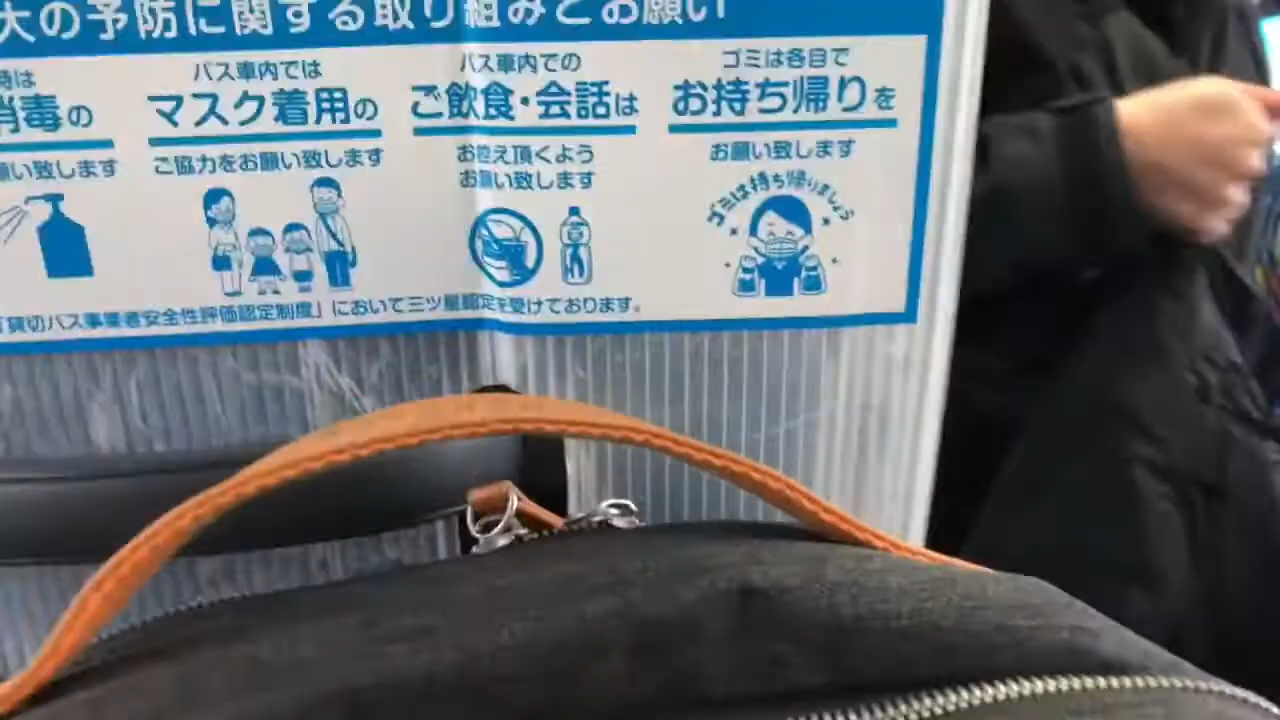 大の予防に関する取り組みとお願い
時は
消毒の
願い致します
バス車内では
マスク着用の
ご協力をお願い致します
バス車内での
ご飲食・会話は
お控え頂くよう
お願い致します
ゴミは各自で
お持ち帰りを
お願い致します
ゴミは持ち帰りましょう
「貸切バス事業者安全性評価認定制度」において三ツ星認定を受けております。